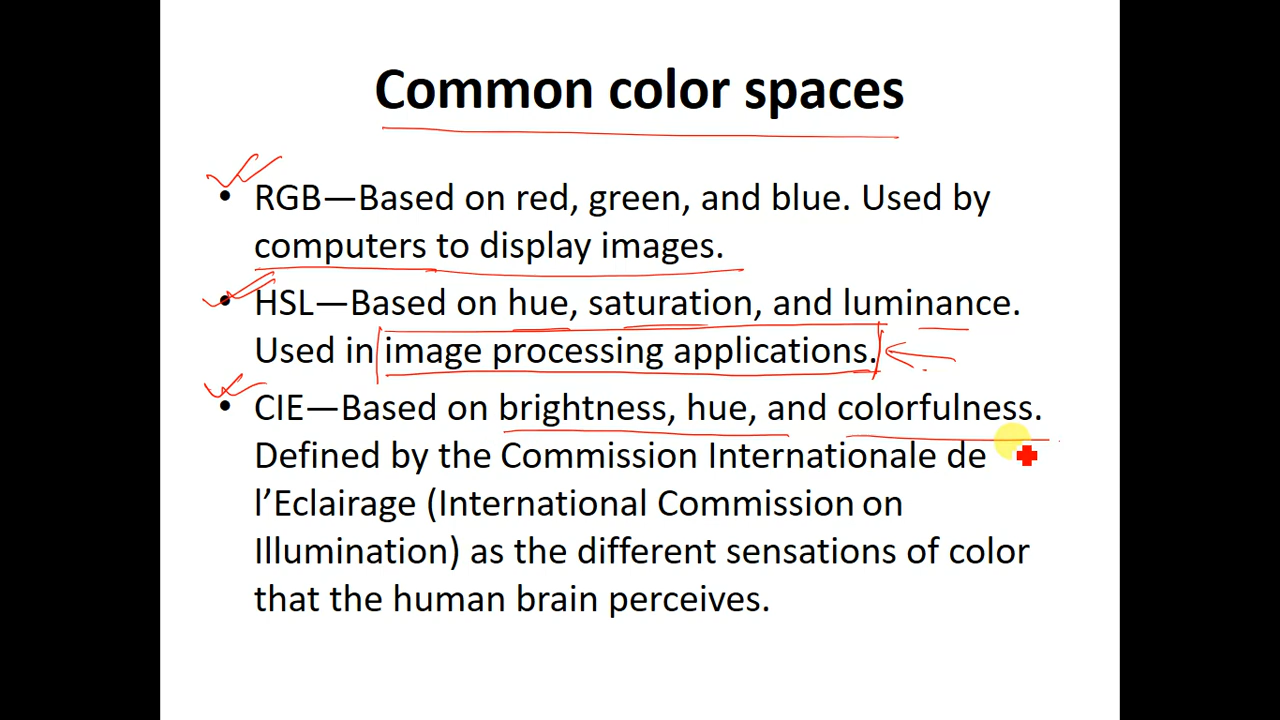 Common color spaces
• RGB—Based on red, green, and blue. Used by
computers to display images.
• HSL—Based on hue, saturation, and luminance.
Used in image processing applications.
• CIE—Based on brightness, hue, and colorfulness.
Defined by the Commission Internationale de
l’Eclairage (International Commission on
Illumination) as the different sensations of color
that the human brain perceives.